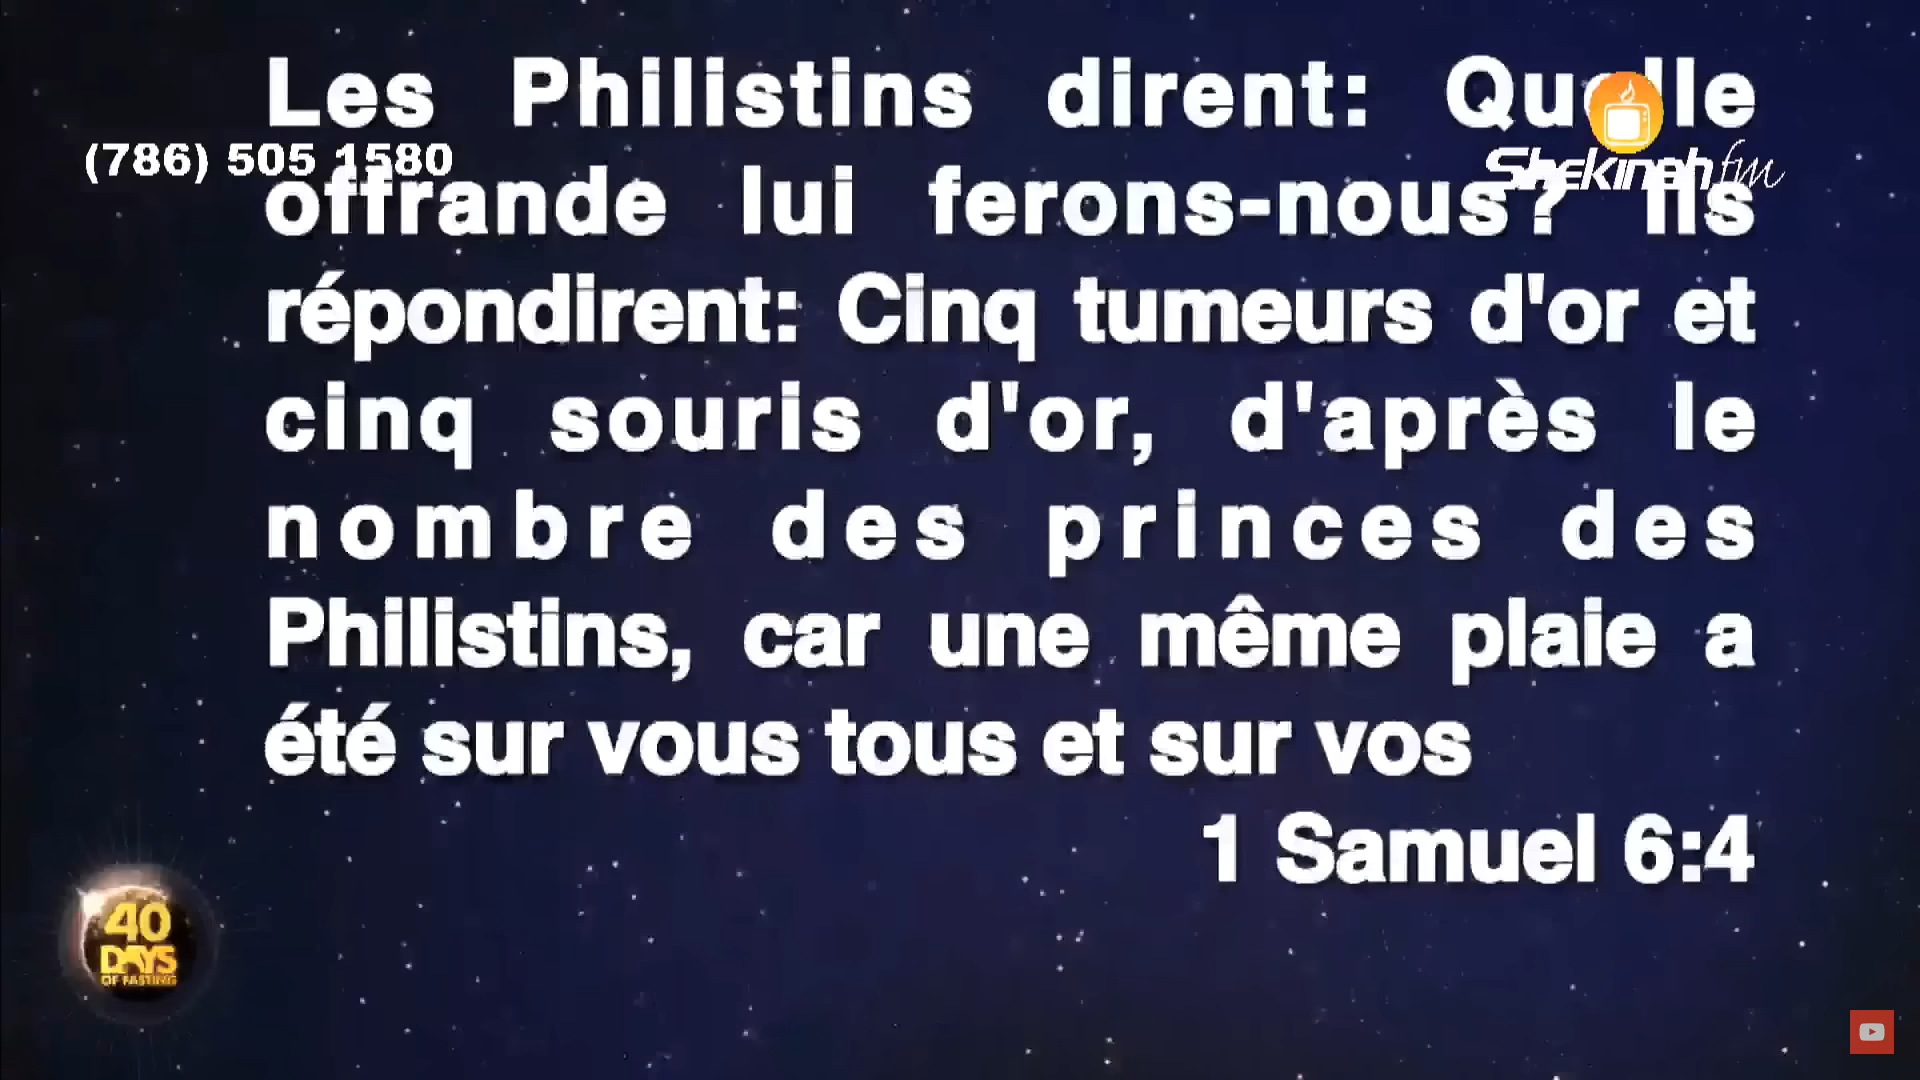 Les Philistins dirent: Quelle
(786) 505 1580
Shekinah fm
offrande lui ferons-nous? Ils
répondirent: Cinq tumeurs d'or et
cinq souris d'or, d'après le
nombre des princes des
Philistins, car une même plaie a
été sur vous tous et sur vos
1 Samuel 6:4
40
DAYS
OF FASTING